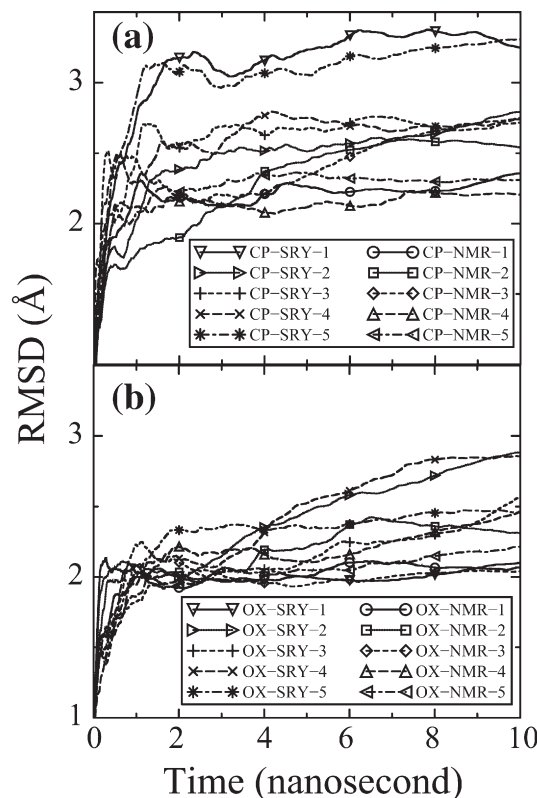 (a)
3
2
CP−SRY−1 CP−NMR−1
CP−SRY−2 CP−NMR−2
CP−SRY−3 CP−NMR−3
CP−SRY−4 CP−NMR−4
CP−SRY−5 CP−NMR−5
RMSD (Å)
(b)
3
2
1
OX−SRY−1 OX−NMR−1
OX−SRY−2 OX−NMR−2
OX−SRY−3 OX−NMR−3
OX−SRY−4 OX−NMR−4
OX−SRY−5 OX−NMR−5
0 2 4 6 8 10
Time (nanosecond)